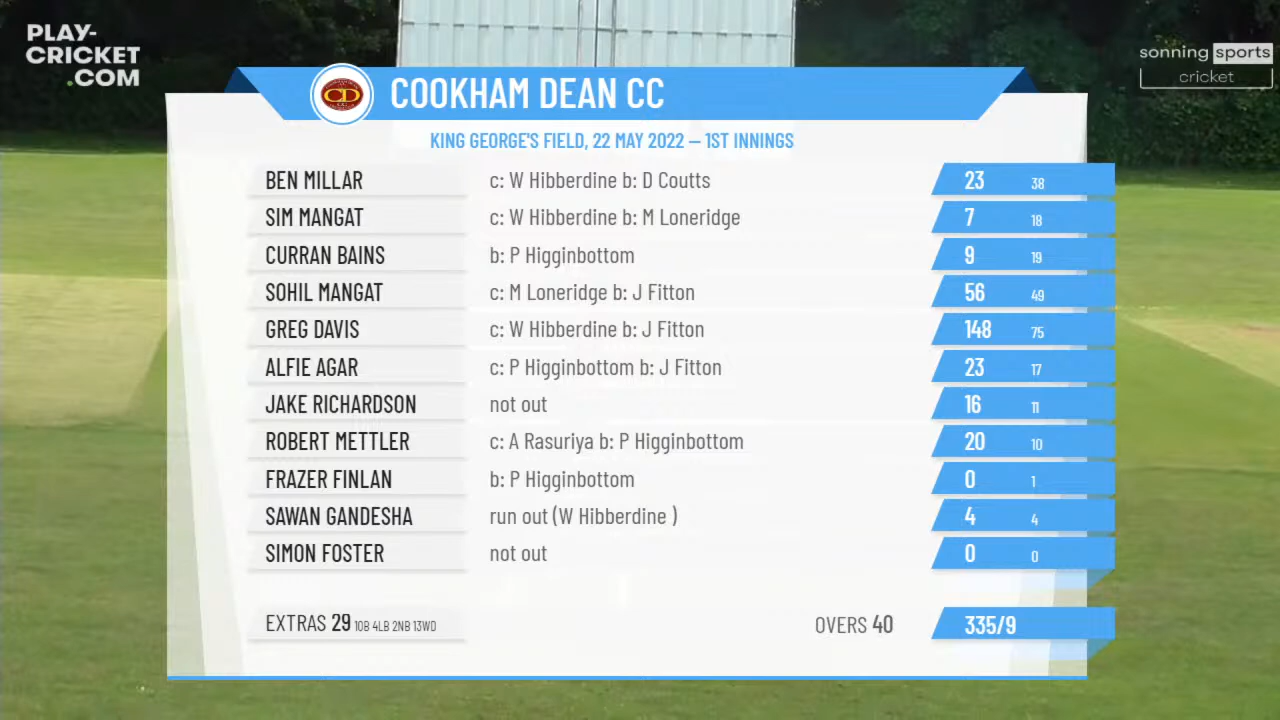 PLAY-
CRICKET
.COM
sonning sports
cricket
CD
COOKHAM DEAN CC
KING GEORGE'S FIELD, 22 MAY 2022 – 1ST INNINGS
BEN MILLAR c: W Hibberdine b: D Coutts 23 38
SIM MANGAT c: W Hibberdine b: M Loneridge 7 18
CURRAN BAINS b: P Higginbottom 9 19
SOHIL MANGAT c: M Loneridge b: J Fitton 56 49
GREG DAVIS c: W Hibberdine b: J Fitton 148 75
ALFIE AGAR c: P Higginbottom b: J Fitton 23 17
JAKE RICHARDSON not out 16 11
ROBERT METTLER c: A Rasuriya b: P Higginbottom 20 10
FRAZER FINLAN b: P Higginbottom 0 1
SAWAN GANDESHA run out (W Hibberdine ) 4 4
SIMON FOSTER not out 0 0
EXTRAS 29 10B 4LB 2NB 13WD OVERS 40 335/9